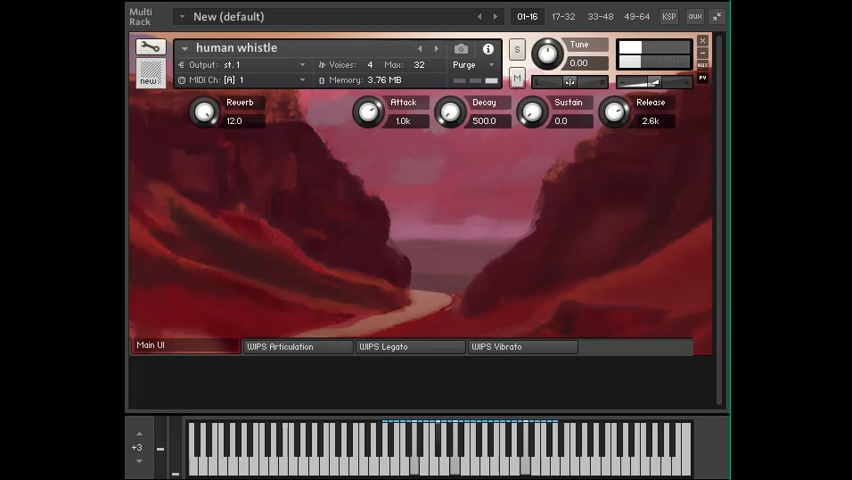 Multi
Rack
New (default)
01-16 17-32 33-48 49-64 KSP aux
human whistle
Output: st. 1
Voices: 4 Max: 32
Purge
MIDI Ch: [A] 1
Memory: 3.76 MB
new
S
M
Tune
0.00
L R
AUX
PV
Reverb
12.0
Attack
1.0k
Decay
500.0
Sustain
0.0
Release
2.6k
Main UI
WIPS Articulation
WIPS Legato
WIPS Vibrato
+3